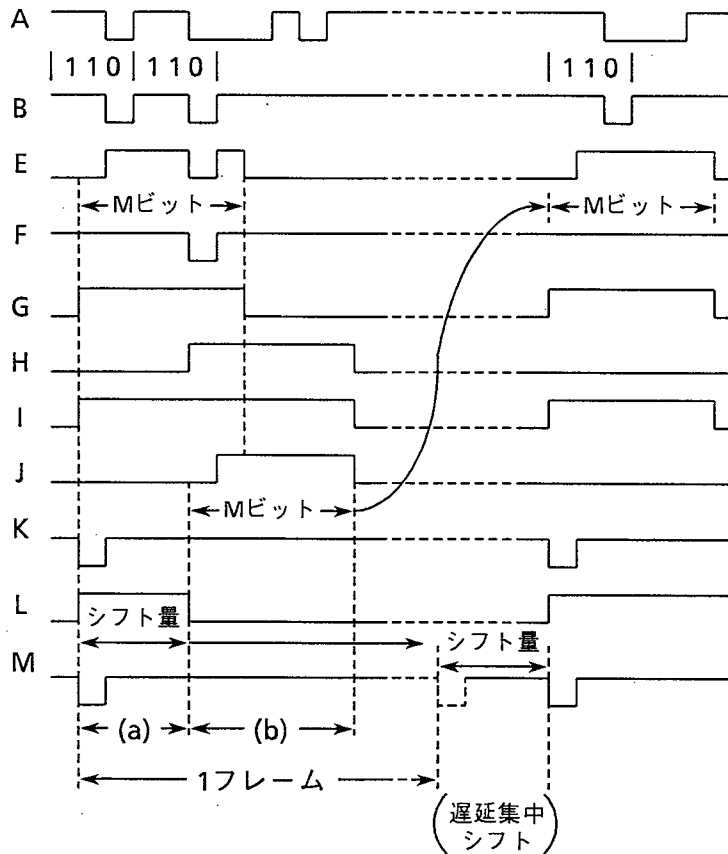 A
110 110 110
B
E
Mビット Mビット
F
G
H
I
J
Mビット
K
L
シフト量 シフト量
M
(a) (b)
1フレーム
(遅延集中
シフト)